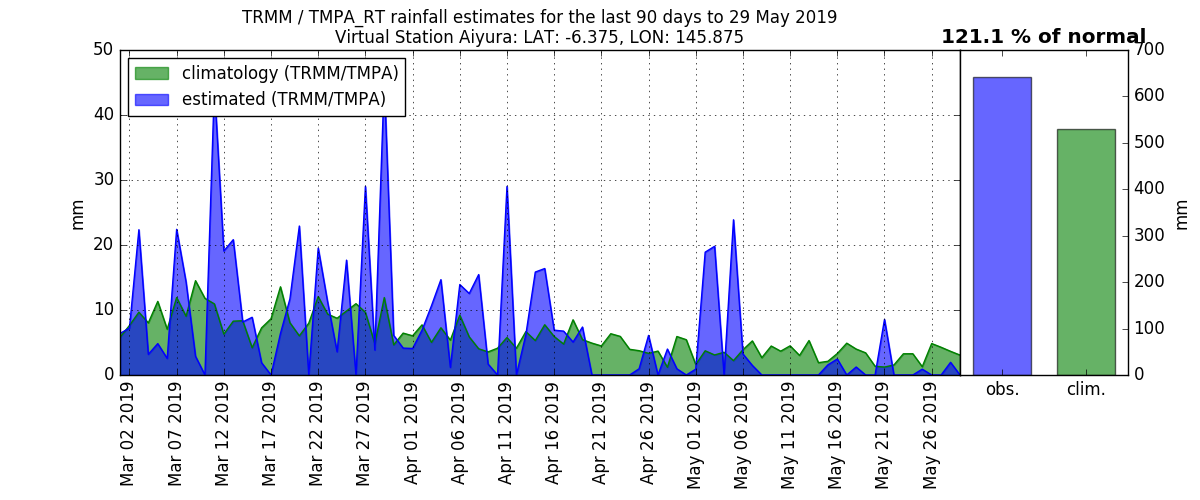 TRMM / TMPA_RT rainfall estimates for the last 90 days to 29 May 2019
Virtual Station Aiyura: LAT: -6.375, LON: 145.875
121.1 % of normal
climatology (TRMM/TMPA)
estimated (TRMM/TMPA)
mm
50
40
30
20
10
0
Mar 02 2019
Mar 07 2019
Mar 12 2019
Mar 17 2019
Mar 22 2019
Mar 27 2019
Apr 01 2019
Apr 06 2019
Apr 11 2019
Apr 16 2019
Apr 21 2019
Apr 26 2019
May 01 2019
May 06 2019
May 11 2019
May 16 2019
May 21 2019
May 26 2019
obs.
clim.
700
600
500
400
300
200
100
0
mm